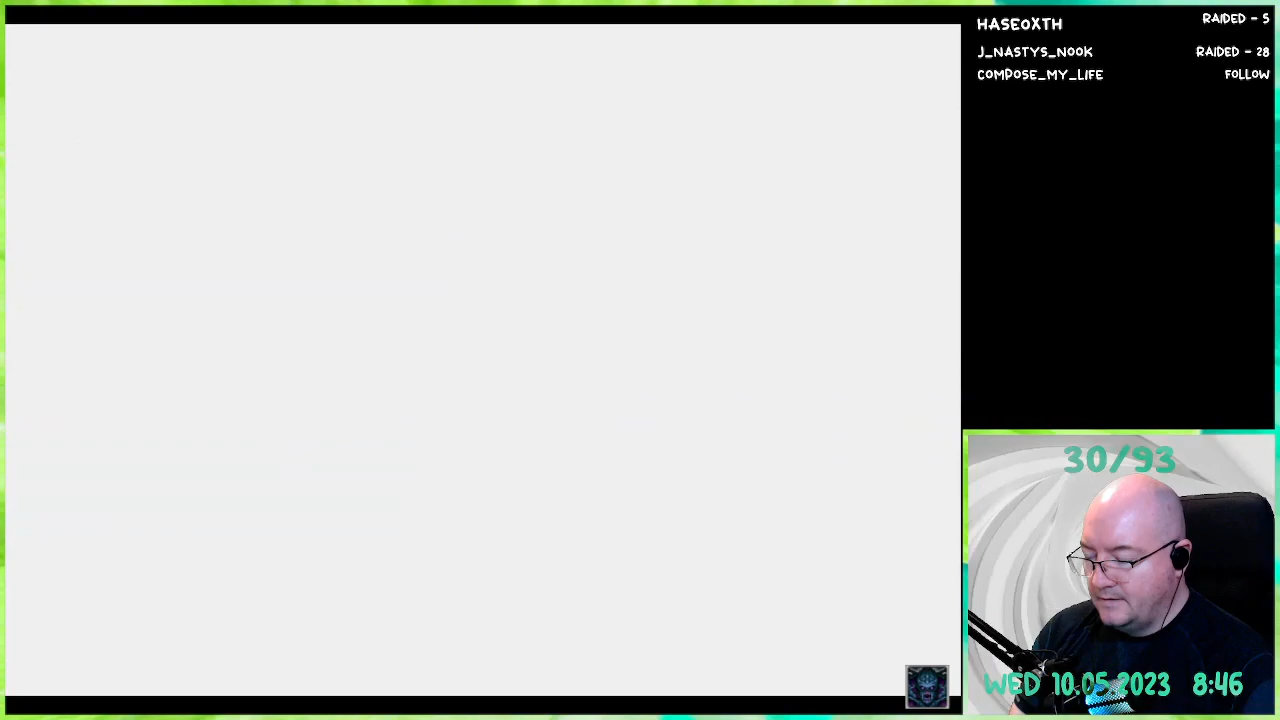 HASEOXTH RAIDED - 5
J_NASTYS_NOOK RAIDED - 28
COMPOSE_MY_LIFE FOLLOW
30/93
WED 10.05.2023 8:46